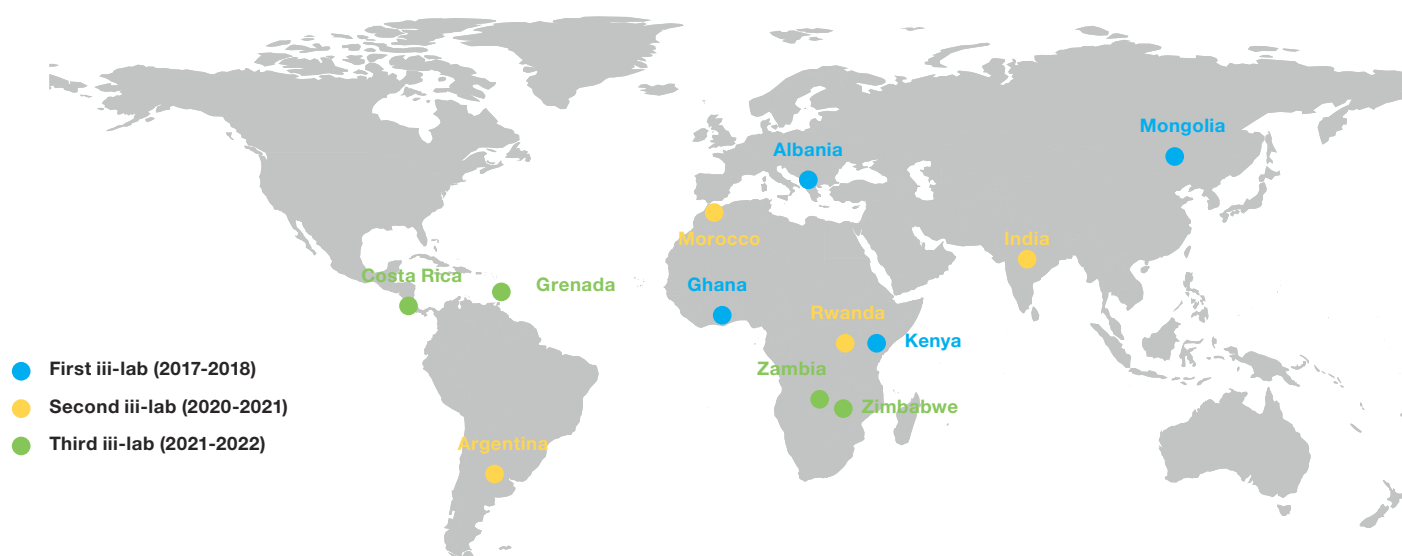 Mongolia
Albania
Morocco
India
Costa Rica
Grenada
Ghana
Rwanda
Kenya
Zambia
Zimbabwe
Argentina
First iii-lab (2017-2018)
Second iii-lab (2020-2021)
Third iii-lab (2021-2022)